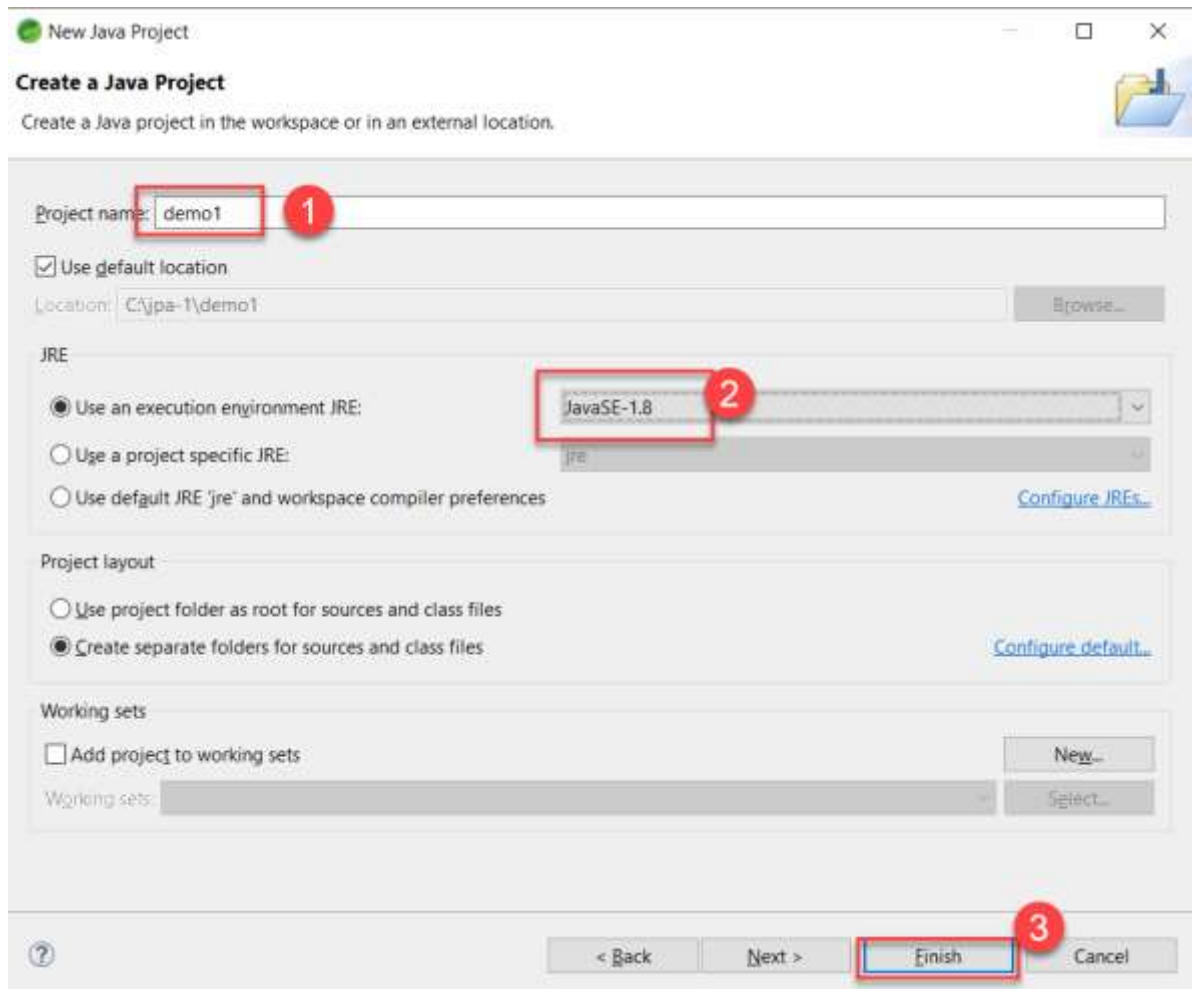 New Java Project
Create a Java Project
Create a Java project in the workspace or in an external location.
Project name: demo1
1
Use default location
Location: C:\jpa-1\demo1 Browse...
JRE
Use an execution environment JRE: JavaSE-1.8
2
Use a project specific JRE: jre
Use default JRE 'jre' and workspace compiler preferences Configure JREs...
Project layout
Use project folder as root for sources and class files
Create separate folders for sources and class files Configure default...
Working sets
Add project to working sets New...
Working sets: Select...
3
? < Back Next > Finish Cancel